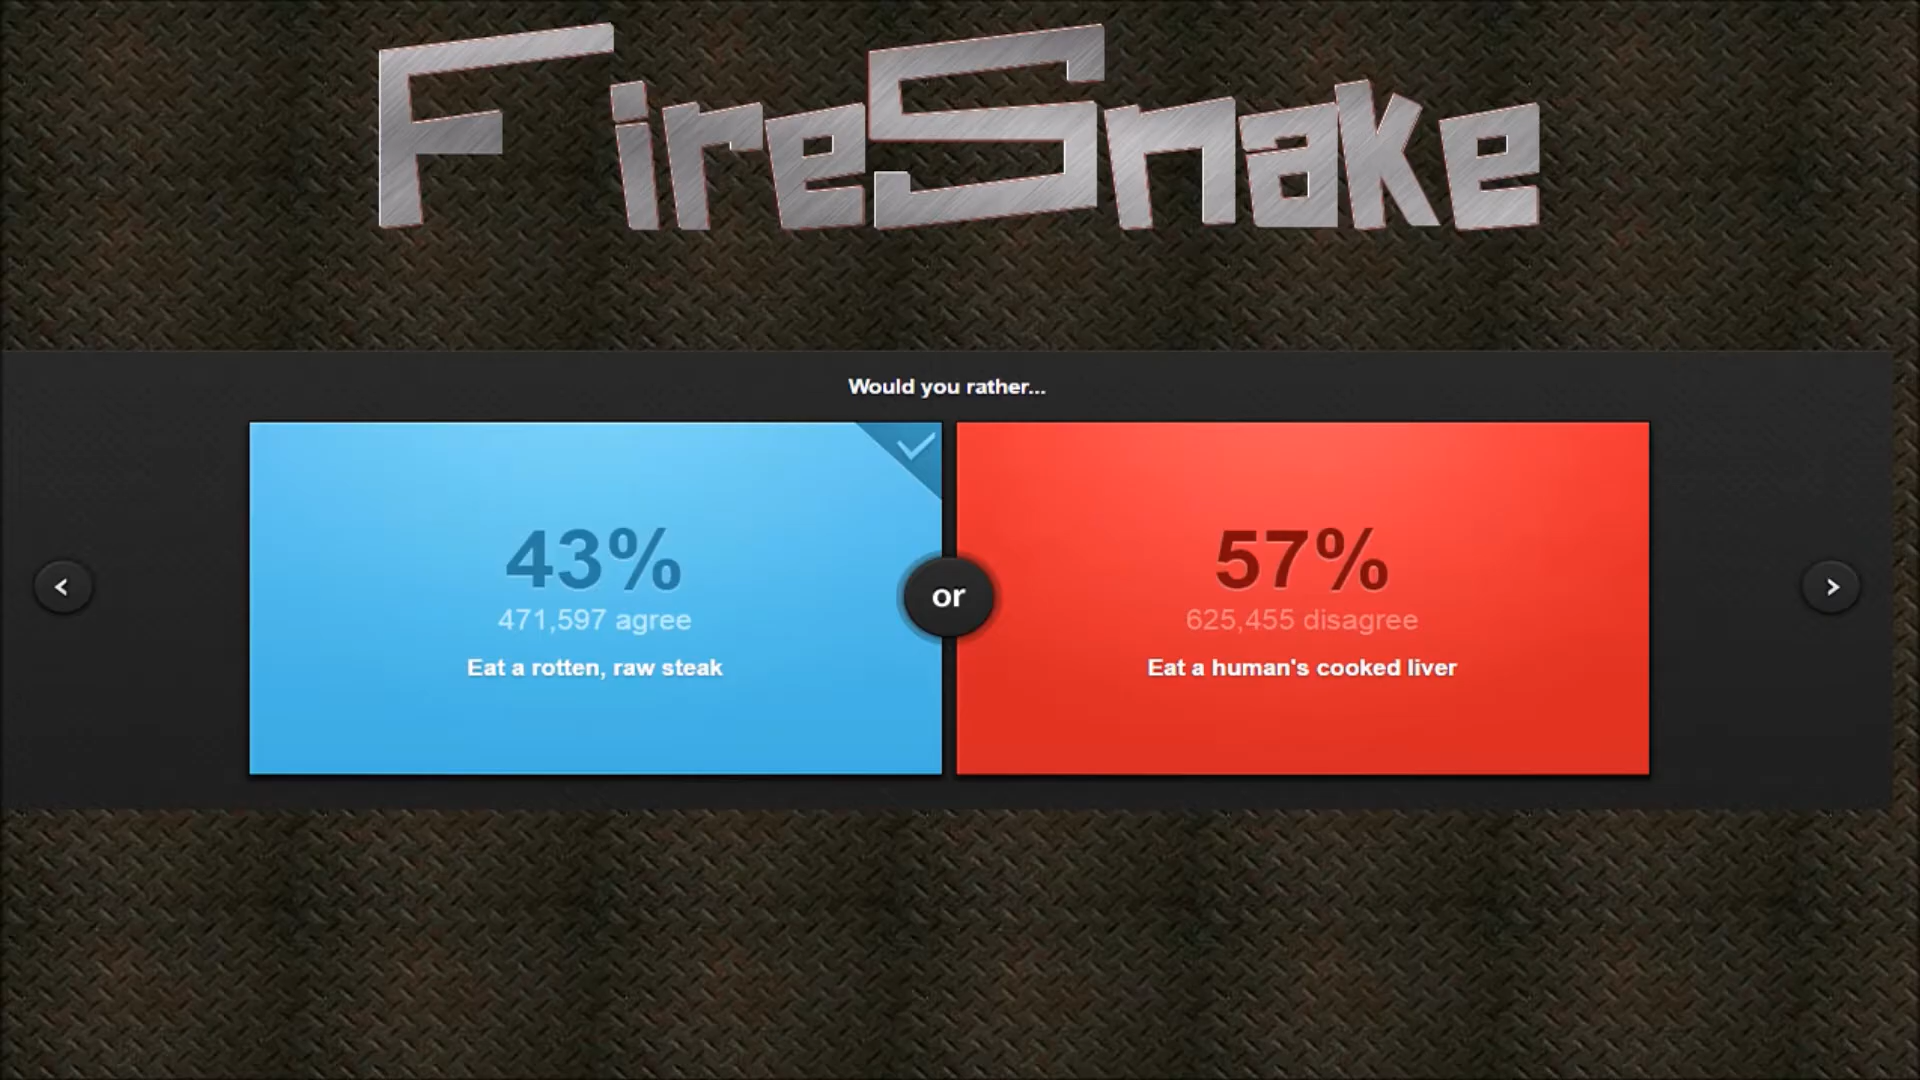 FireSnake
Would you rather...
43%
471,597 agree
Eat a rotten, raw steak
or
57%
625,455 disagree
Eat a human's cooked liver